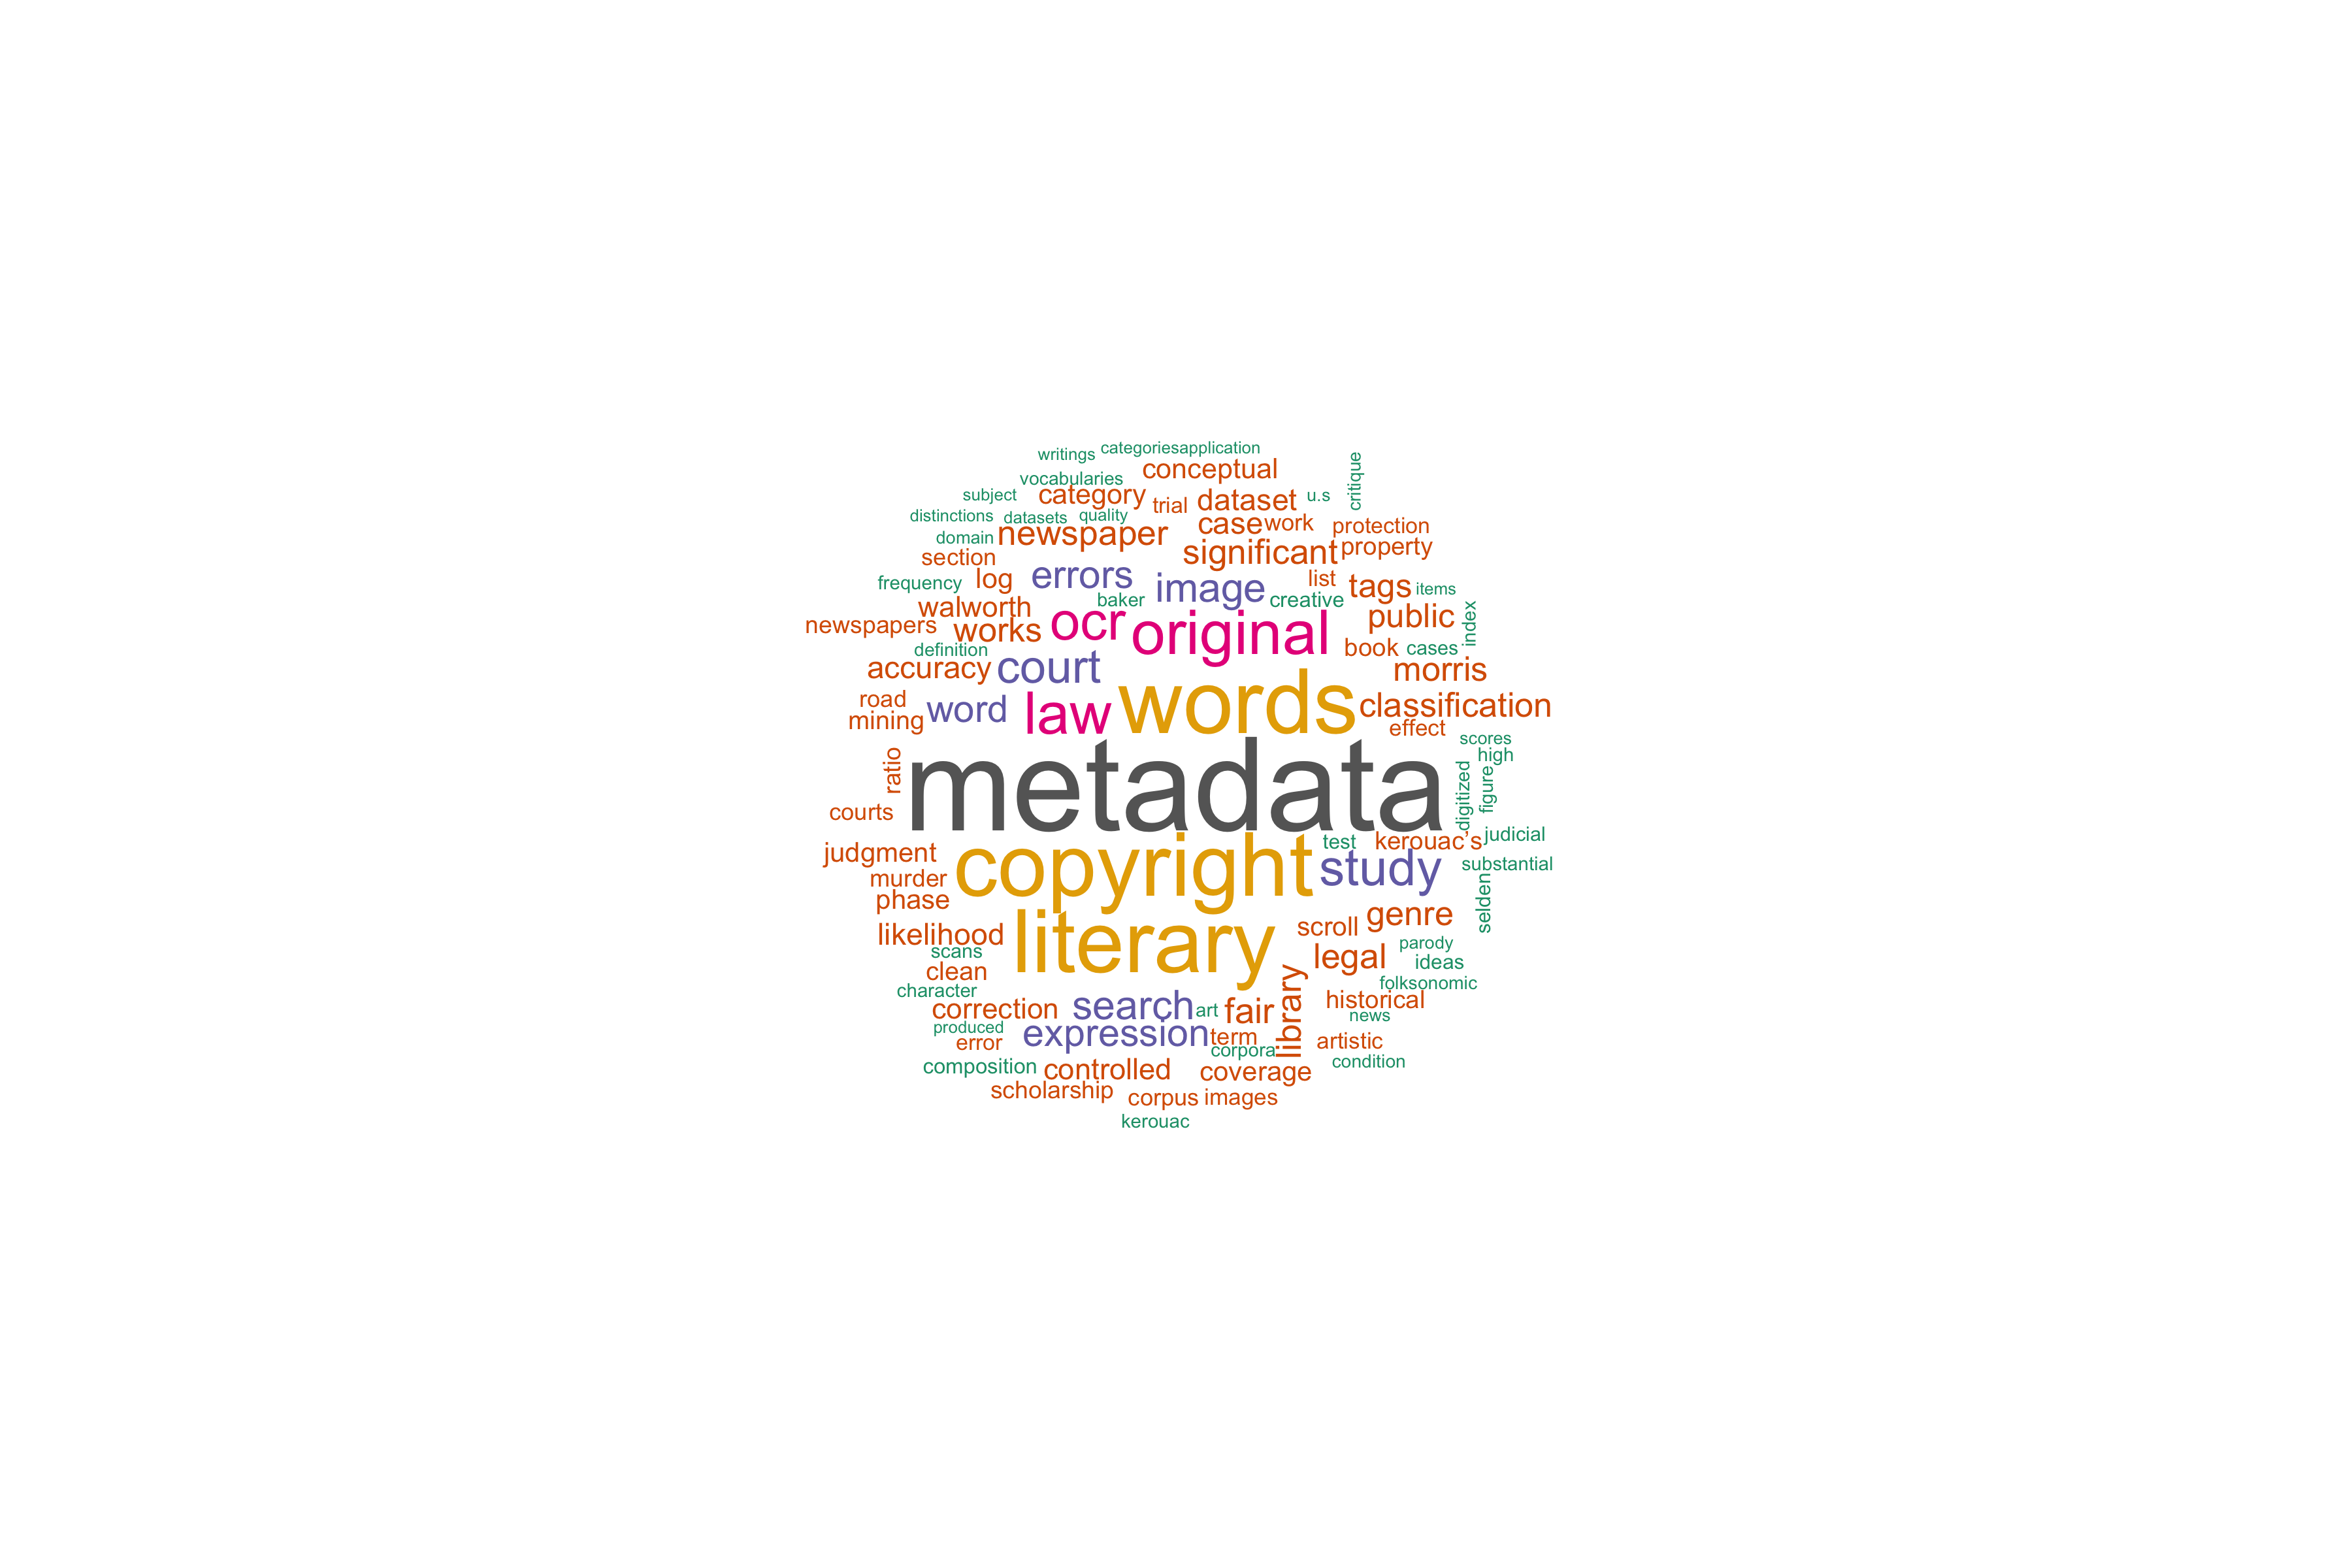 writings categoriesapplication
vocabularies conceptual critique
subject category trial dataset u.s
distinctions datasets quality case work protection
domain newspaper significant property
section
frequency log errors image list tags items
walworth baker creative
newspapers works ocr original public index
definition book cases
accuracy court morris
road word law words classification
mining effect
scores
ratio metadata high
digitized figure
courts
judgment copyright test kerouac’s judicial
murder study substantial
phase selden
likelihood literary scroll genre
scans legal parody
clean ideas
character library folksonomic
correction search art fair historical
produced expression term news
error corpora artistic
composition controlled coverage condition
scholarship corpus images
kerouac